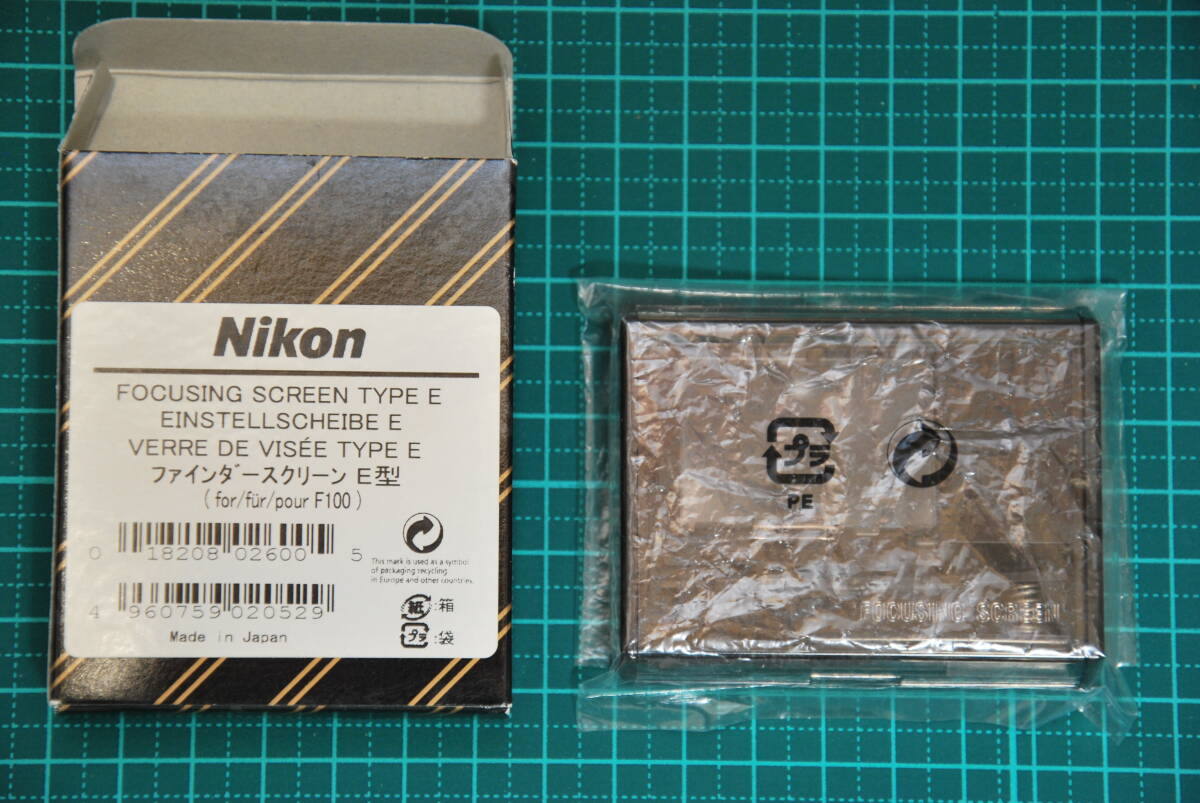 Nikon
FOCUSING SCREEN TYPE E
EINSTELLSCHEIBE E
VERRE DE VISÉE TYPE E
ファインダースクリーン E型
(for/für/pour F100)
0 18208 02600 5
This mark is used as a symbol
of packaging recycling
in Europe and other countries.
4 960759 020529
紙:箱
プラ:袋
Made in Japan
プラ
PE
FOCUSING SCREEN